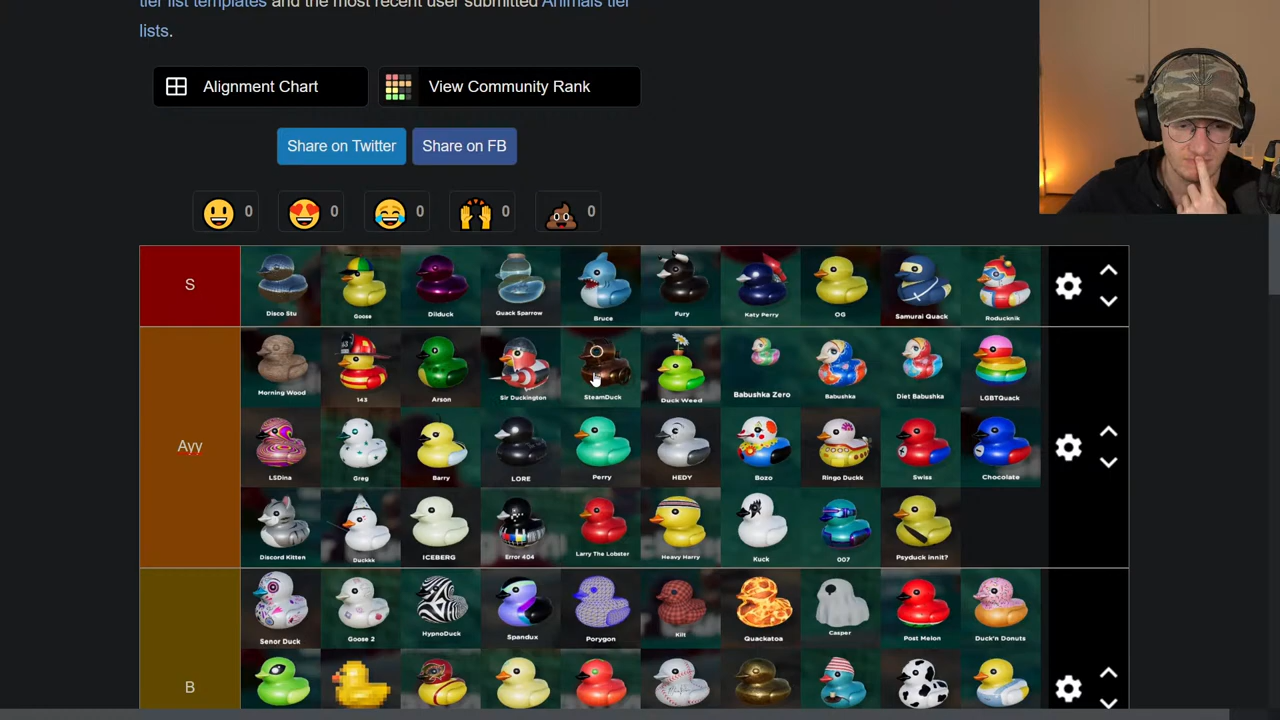 tier list templates and the most recent user submitted Animals tier
lists.
Alignment Chart
View Community Rank
Share on Twitter
Share on FB
0
0
0
0
0
S
Disco Stu
Goose
Dilduck
Quack Sparrow
Bruce
Fury
Katy Perry
OG
Samurai Quack
Roducknik
Ayy
Morning Wood
143
Arson
Sir Duckington
SteamDuck
Duck Weed
Babushka Zero
Babushka
Diet Babushka
LGBTQuack
LSDina
Greg
Barry
LORE
Perry
HEDY
Bozo
Ringo Duckk
Swiss
Chocolate
Discord Kitten
Duckkk
ICEBERG
Error 404
Larry The Lobster
Heavy Harry
Kuck
007
Psyduck innit?
B
Senor Duck
Goose 2
HypnoDuck
Spandux
Porygon
Kilt
Quackatoa
Casper
Post Melon
Duck'n Donuts